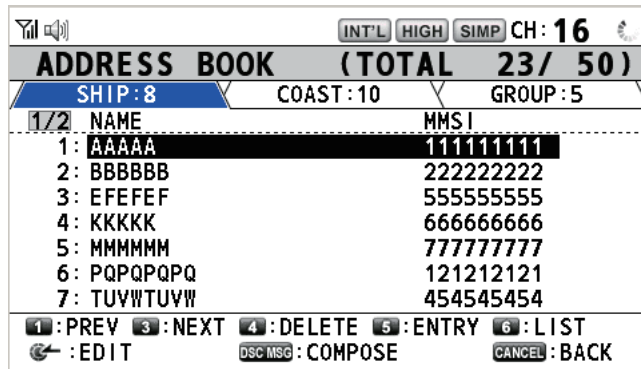 INT'L HIGH SIMP CH: 16
ADDRESS BOOK (TOTAL 23/ 50)
SHIP:8 COAST:10 GROUP:5
1/2 NAME MMSI
1: AAAAA 111111111
2: BBBBBB 222222222
3: EFEFEF 555555555
4: KKKKK 666666666
5: MMMMMM 777777777
6: PQPQPQPQ 121212121
7: TUVWTUVW 454545454
1 :PREV 3 :NEXT 4 :DELETE 5 :ENTRY 6 :LIST
:EDIT DSC MSG :COMPOSE CANCEL :BACK